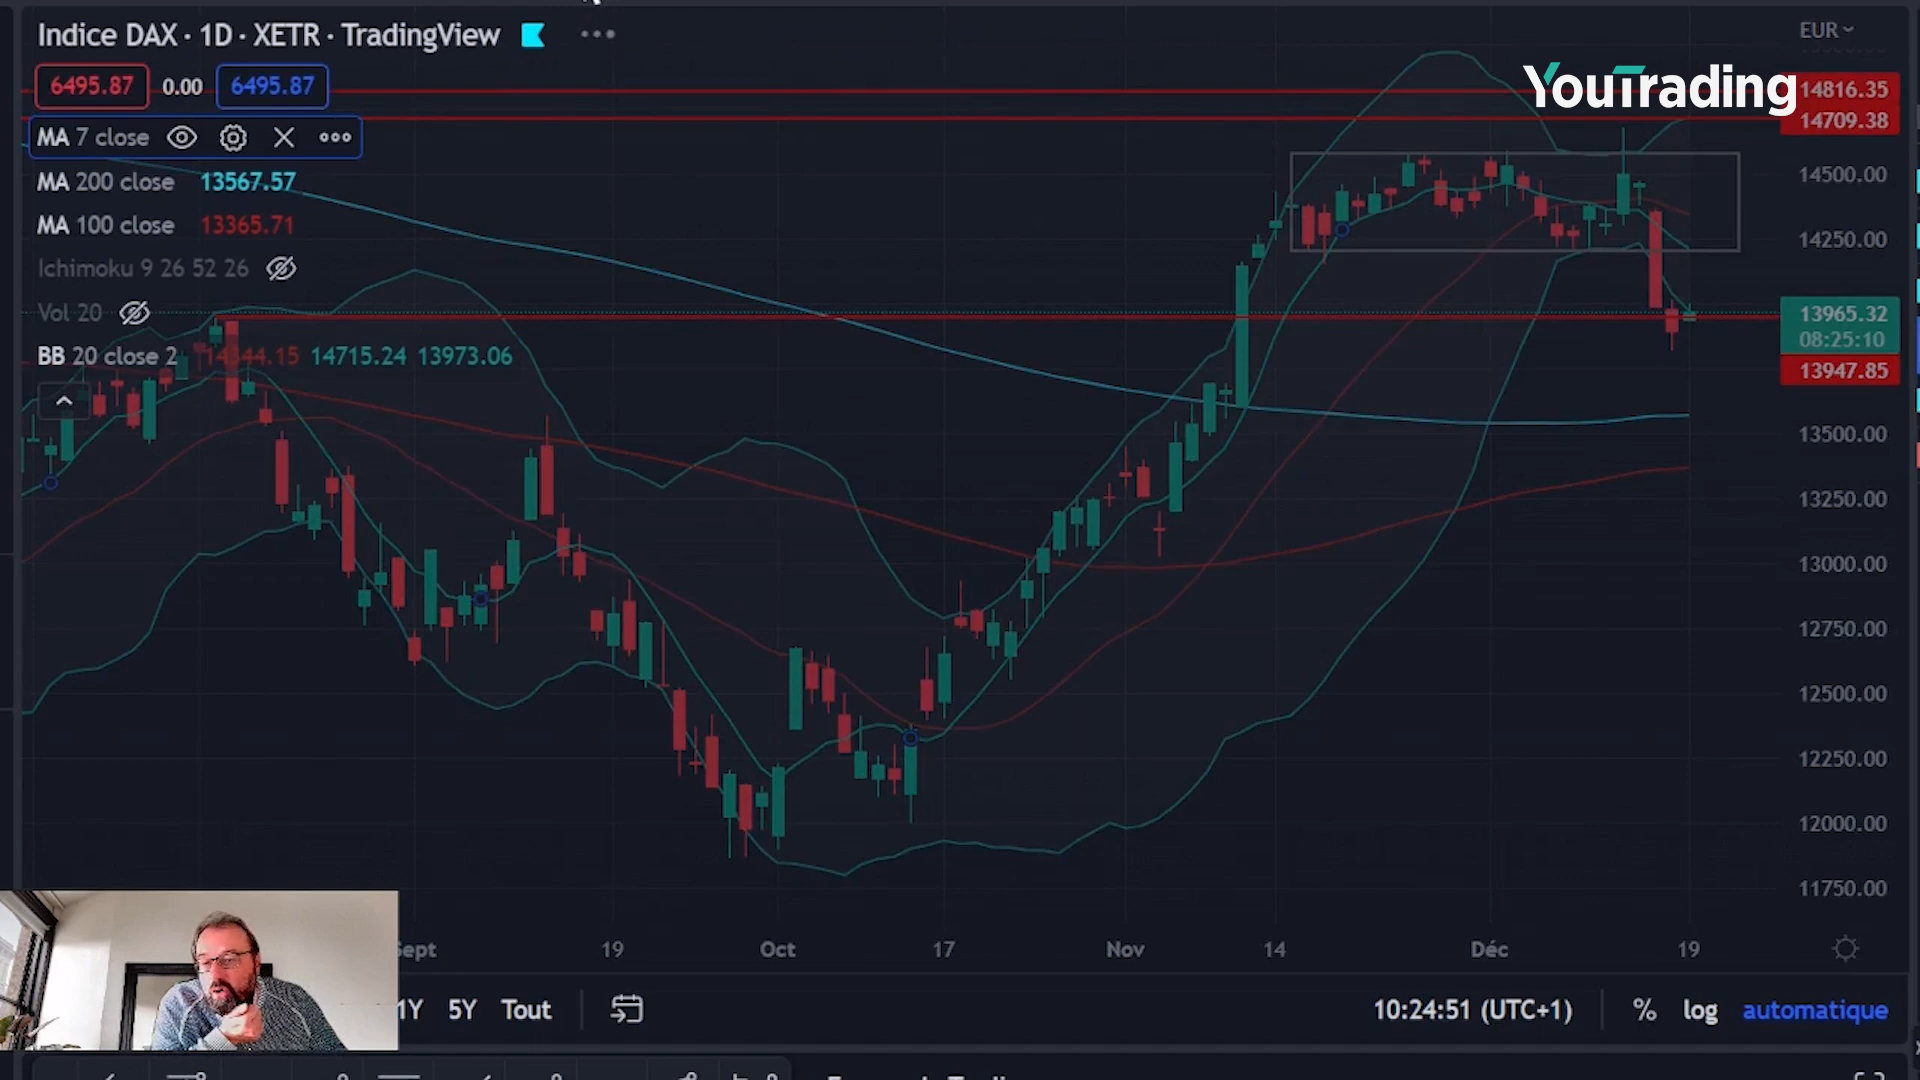 Indice DAX · 1D · XETR · TradingView
EUR
YouTrading
6495.87 0.00 6495.87
14816.35
14709.38
MA 7 close
MA 200 close 13567.57
14500.00
MA 100 close 13365.71
14250.00
Ichimoku 9 26 52 26
Vol 20
13965.32
08:25:10
BB 20 close 2 14344.15 14715.24 13973.06
13947.85
13500.00
13250.00
13000.00
12750.00
12500.00
12250.00
12000.00
11750.00
Sept 19 Oct 17 Nov 14 Déc 19
1Y 5Y Tout
10:24:51 (UTC+1) % log automatique